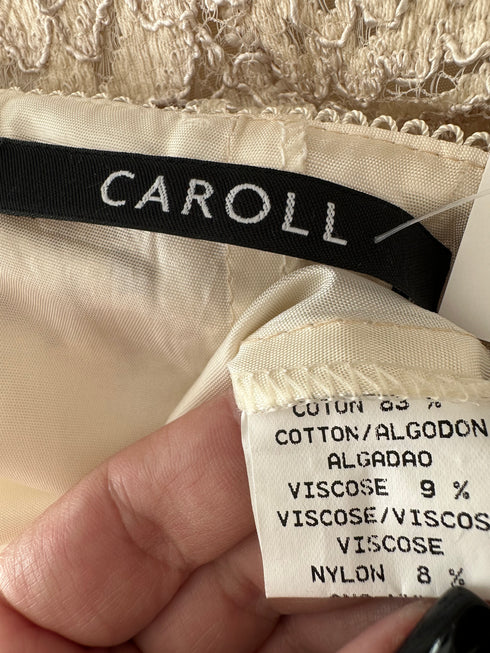 CAROLL
COTON 83 %
COTTON/ALGODON
ALGADAO
VISCOSE 9 %
VISCOSE/VISCOS
VISCOSE
NYLON 8 %